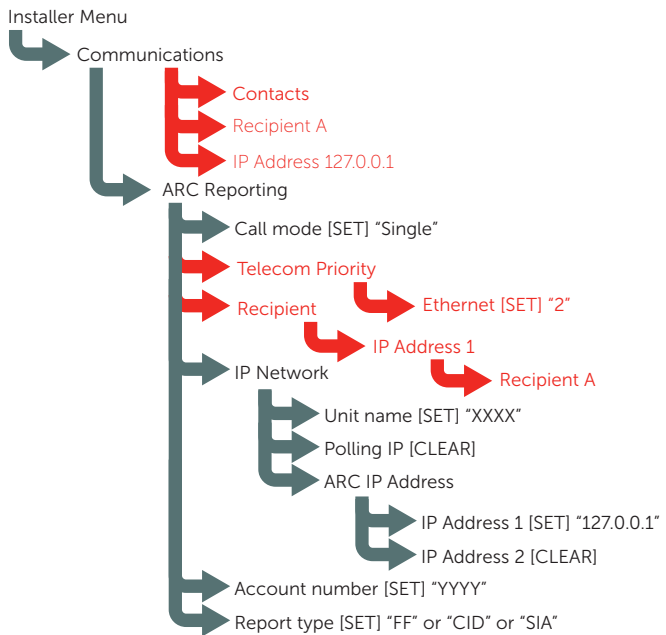 Installer Menu
Communications
Contacts
Recipient A
IP Address 127.0.0.1
ARC Reporting
Call mode [SET] “Single”
Telecom Priority
Ethernet [SET] “2”
Recipient
IP Address 1
Recipient A
IP Network
Unit name [SET] “XXXX”
Polling IP [CLEAR]
ARC IP Address
IP Address 1 [SET] “127.0.0.1”
IP Address 2 [CLEAR]
Account number [SET] “YYYY”
Report type [SET] “FF” or “CID” or “SIA”